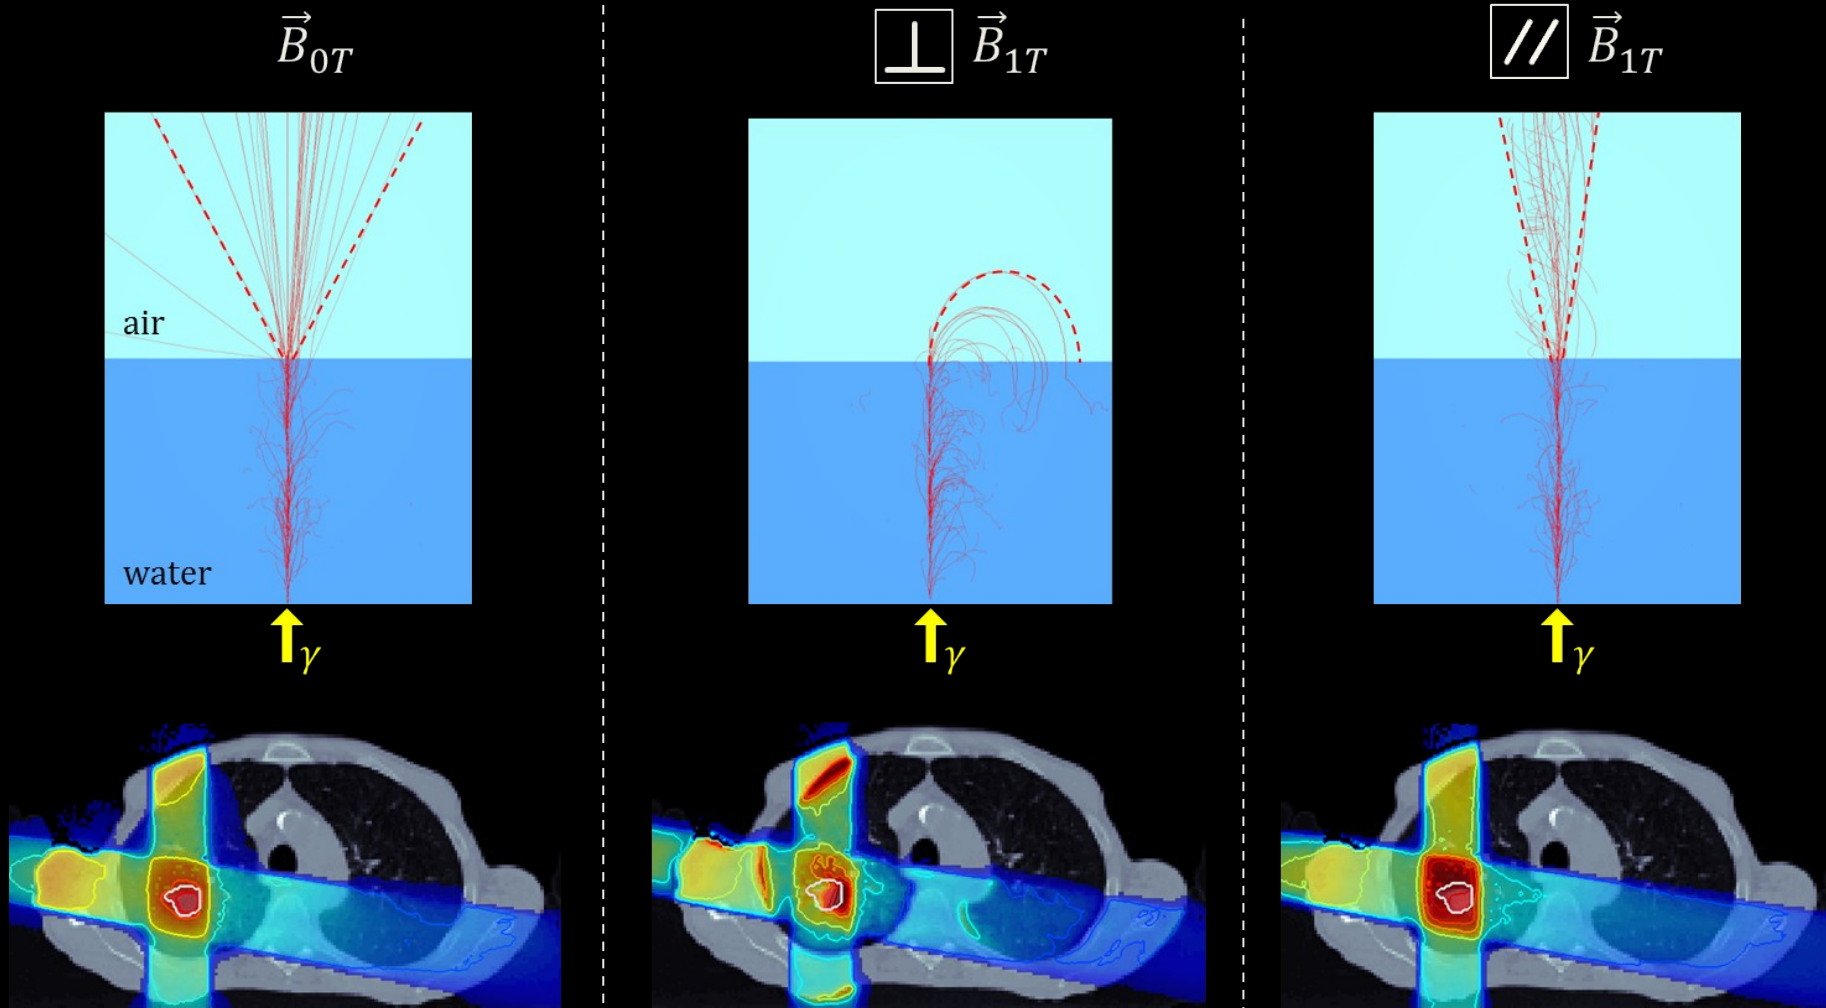 B⃗0T
⊥ B⃗1T
// B⃗1T
air
water
γ
γ
γ